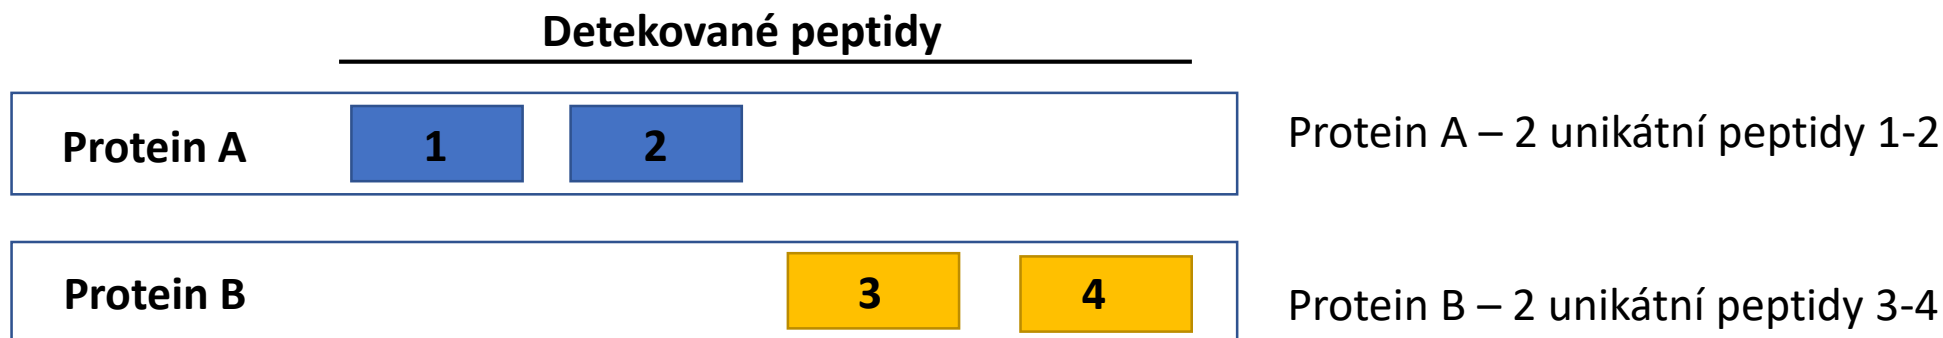 Detekované peptidy
Protein A 1 2 Protein A – 2 unikátní peptidy 1-2
Protein B 3 4 Protein B – 2 unikátní peptidy 3-4